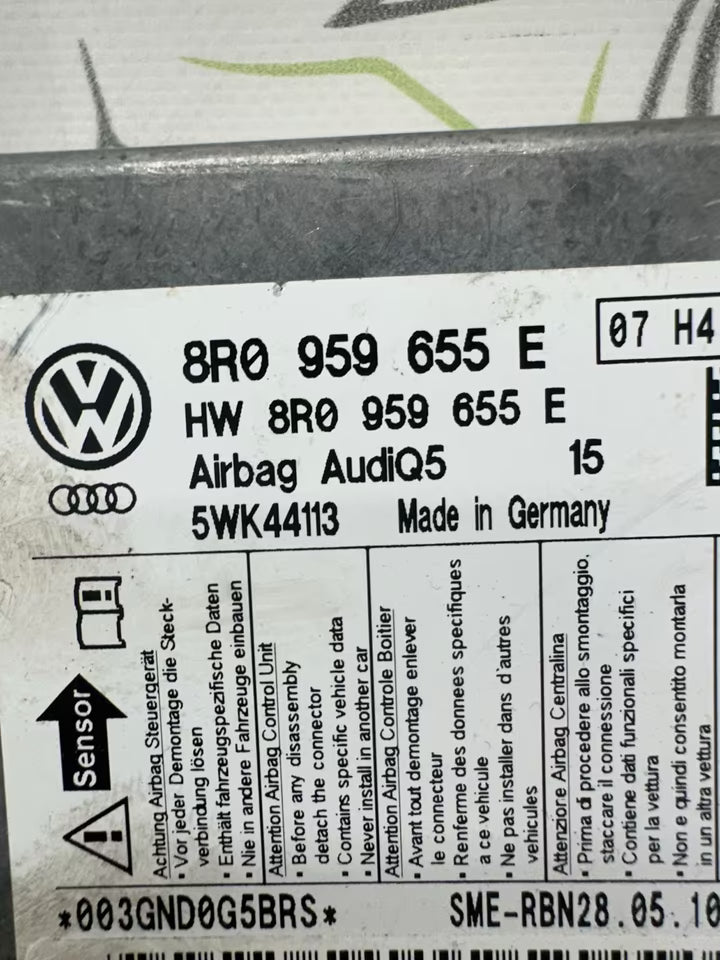 8R0 959 655 E
07 H4
HW 8R0 959 655 E
Airbag AudiQ5 15
5WK44113 Made in Germany
Sensor
Achtung Airbag Steuergerät
• Vor jeder Demontage die Steck-
verbindung lösen
• Enthält fahrzeugspezifische Daten
• Nie in andere Fahrzeuge einbauen
Attention Airbag Control Unit
• Before any disassembly
detach the connector
• Contains specific vehicle data
• Never install in another car
Attention Airbag Controle Boitier
• Avant tout demontage enlever
le connecteur
• Renferme des donnees specifiques
a ce vehicule
• Ne pas installer dans d'autres
vehicules
Attenzione Airbag Centralina
• Prima di procedere allo smontaggio,
staccare il connessione
• Contiene dati funzionali specifici
per la vettura
• Non e quindi consentito montarla
in un altra vettura
*003GND0G5BRS* SME-RBN28.05.10